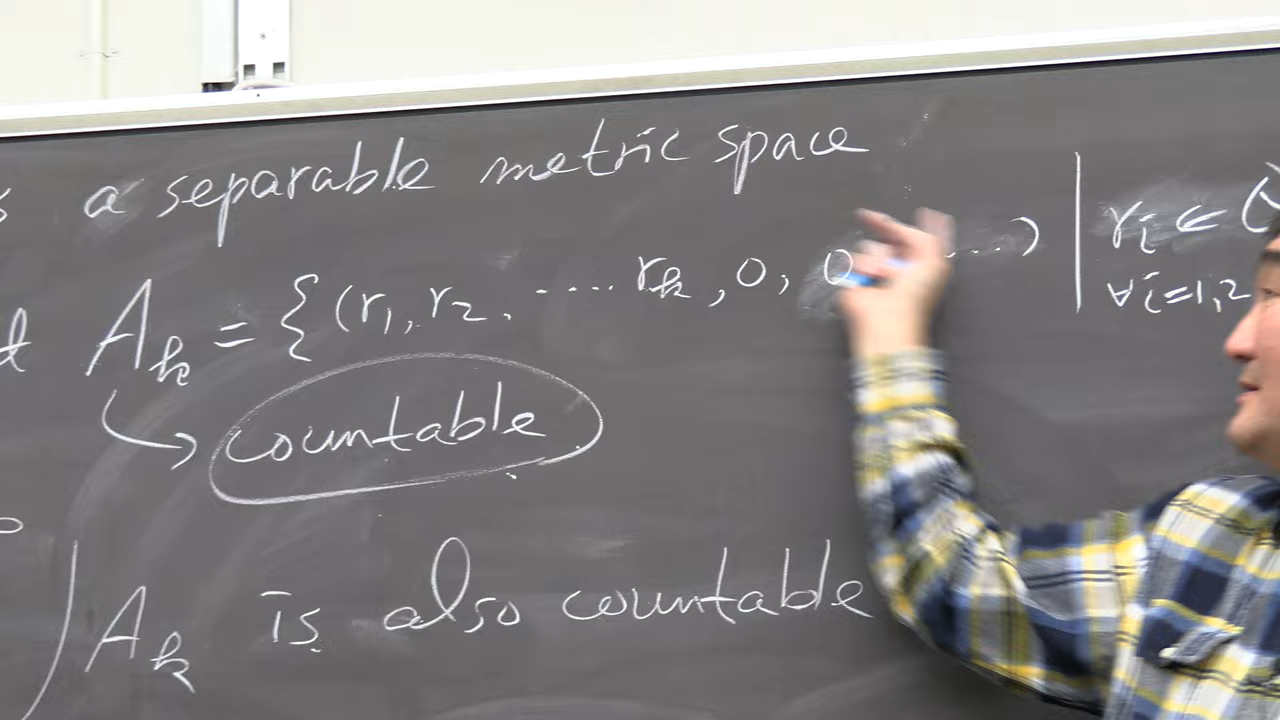 a separable metric space
A_k = { (r_1, r_2, ..... r_k, 0, 0 ...) | r_i ∈
∀i=1,2
countable
A_k is also countable